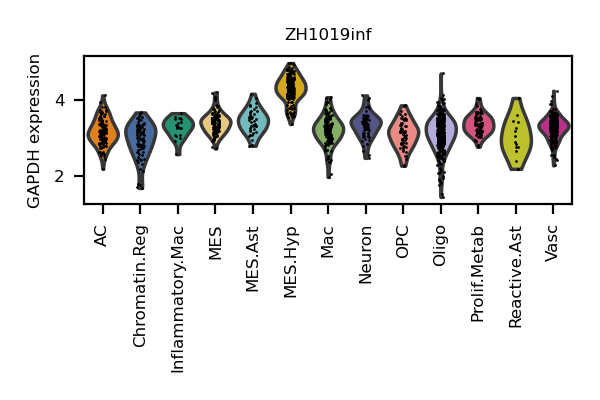 ZH1019inf
GAPDH expression
4
2
AC
Chromatin.Reg
Inflammatory.Mac
MES
MES.Ast
MES.Hyp
Mac
Neuron
OPC
Oligo
Prolif.Metab
Reactive.Ast
Vasc